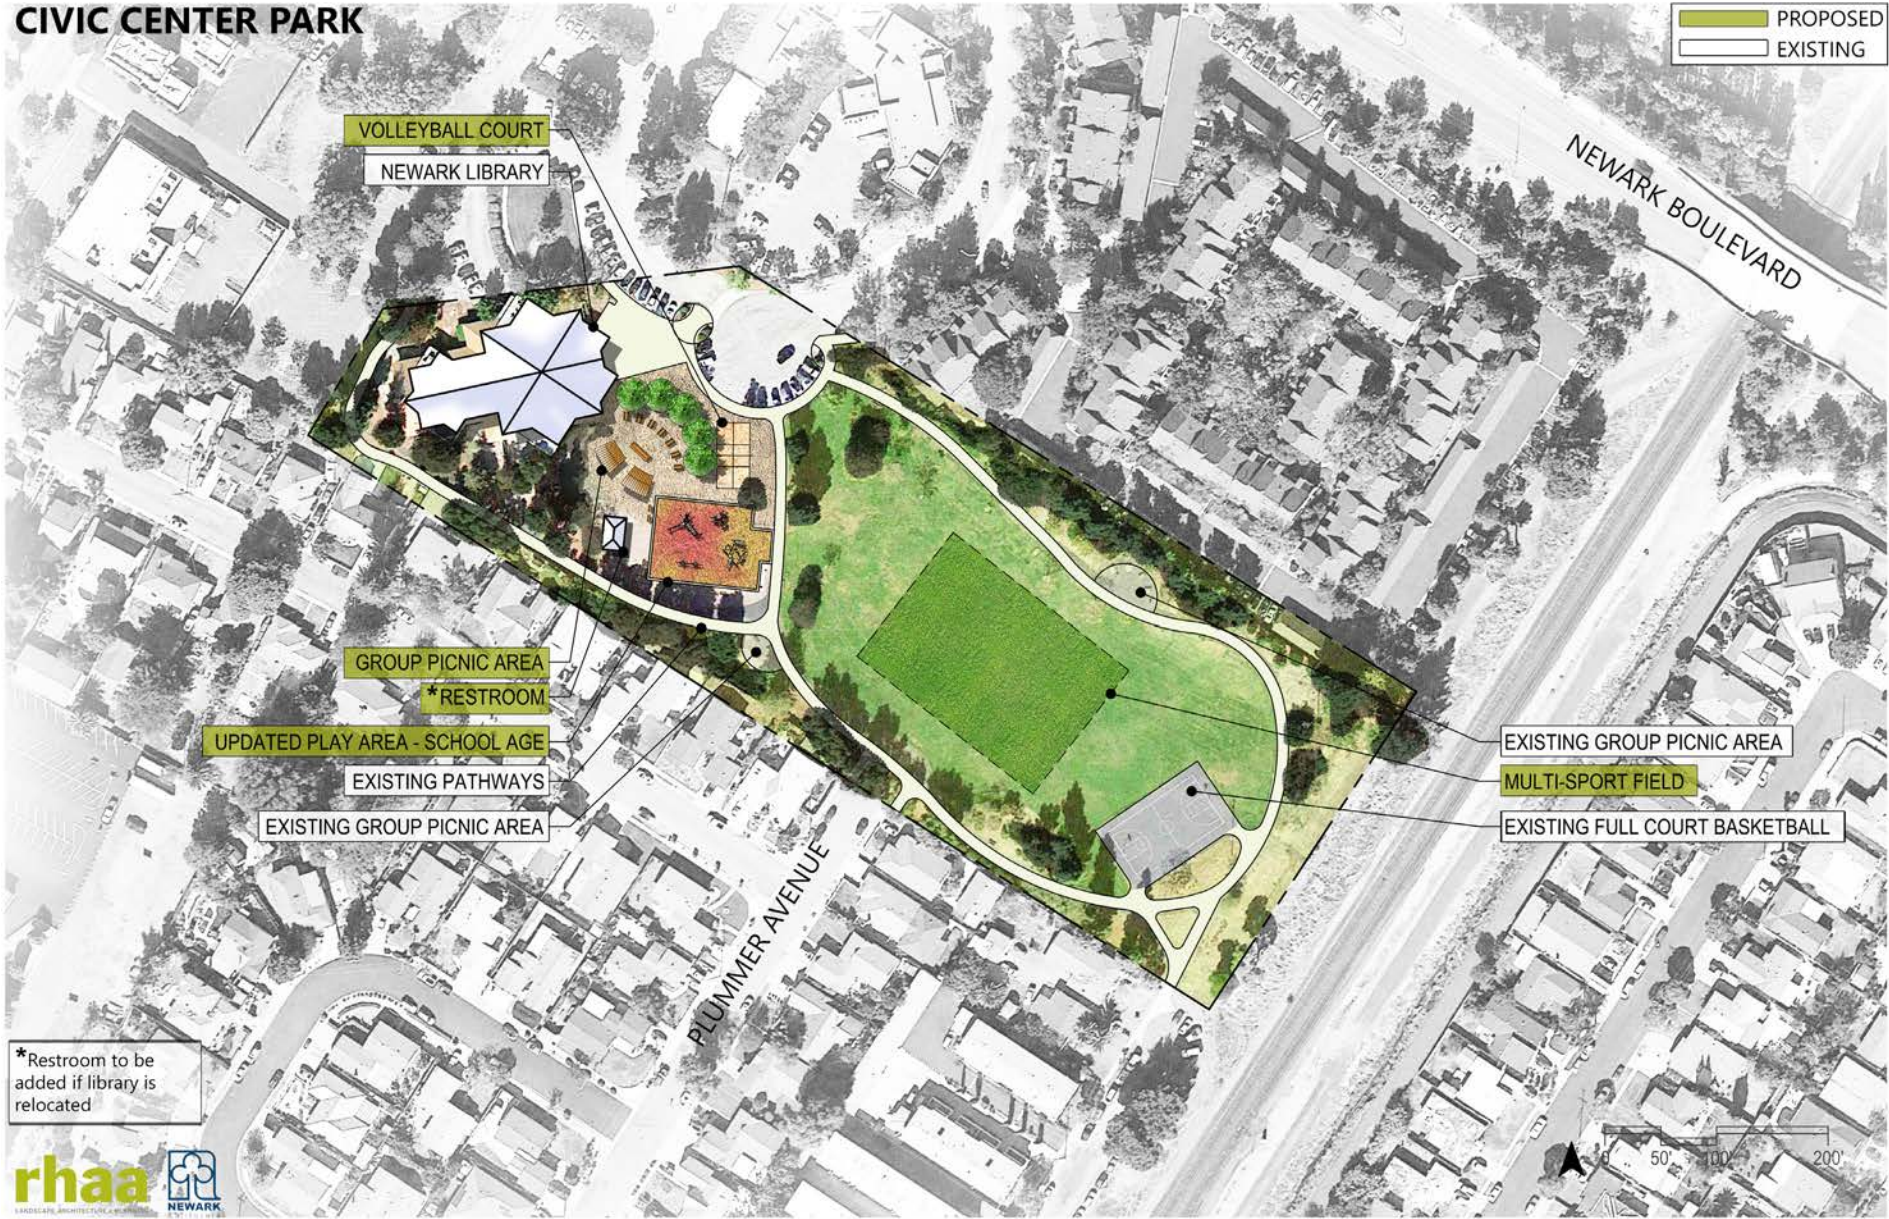 CIVIC CENTER PARK
PROPOSED
EXISTING
VOLLEYBALL COURT
NEWARK LIBRARY
NEWARK BOULEVARD
GROUP PICNIC AREA
*RESTROOM
UPDATED PLAY AREA - SCHOOL AGE
EXISTING PATHWAYS
EXISTING GROUP PICNIC AREA
EXISTING GROUP PICNIC AREA
MULTI-SPORT FIELD
EXISTING FULL COURT BASKETBALL
PLUMMER AVENUE
*Restroom to be
added if library is
relocated
0 50' 100' 200'
rhaa
NEWARK